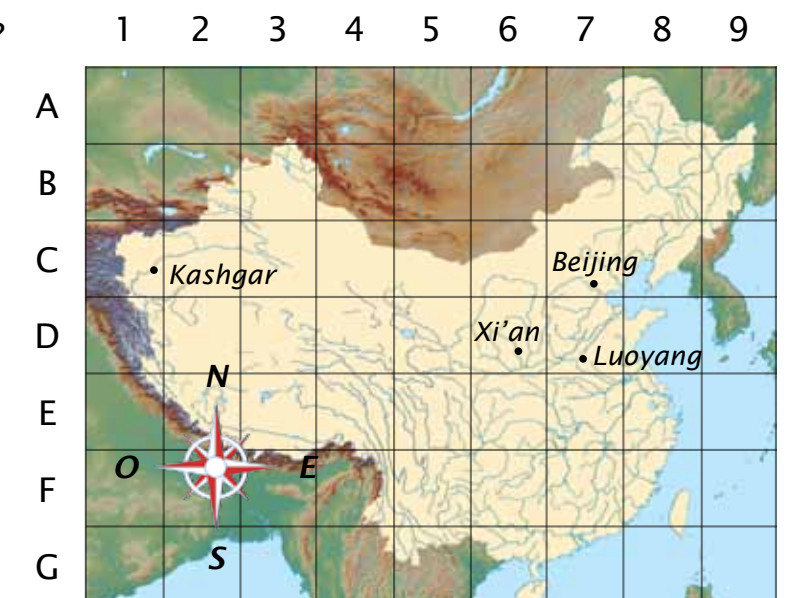 ? 1 2 3 4 5 6 7 8 9
A
B
C
Beijing
Kashgar
D
Xi’an
Luoyang
N
E
O
E
F
S
G